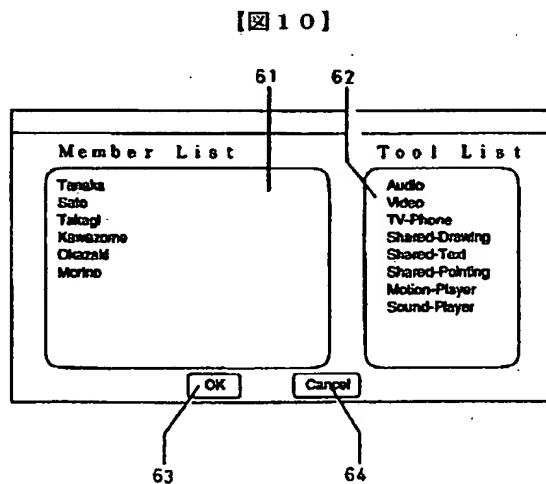 【図10】
61 62
Member List Tool List
Tanaka
Sato
Takagi
Kawazome
Okazaki
Morino
Audio
Video
TV-Phone
Shared-Drawing
Shared-Text
Shared-Pointing
Motion-Player
Sound-Player
OK Cancel
63 64